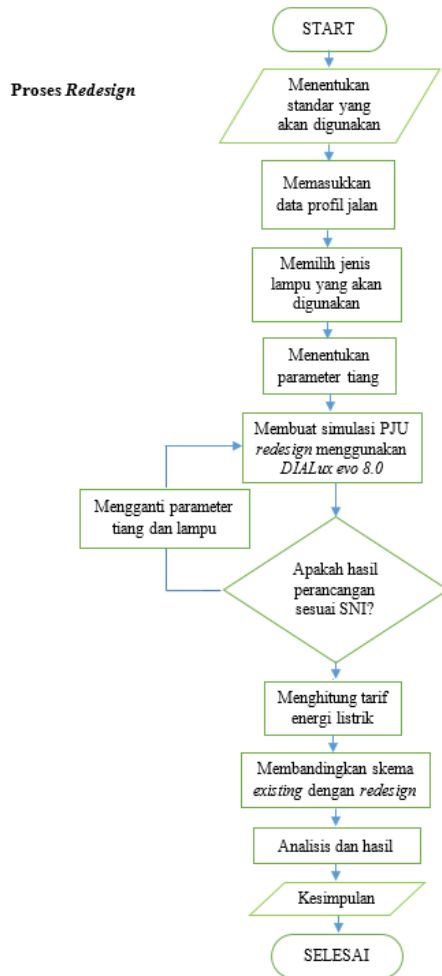 START
Proses Redesign
Menentukan
standar yang
akan digunakan
Memasukkan
data profil jalan
Memilih jenis
lampu yang akan
digunakan
Menentukan
parameter tiang
Membuat simulasi PJU
redesign menggunakan
DIALux evo 8.0
Mengganti parameter
tiang dan lampu
Apakah hasil
perancangan
sesuai SNI?
Menghitung tarif
energi listrik
Membandingkan skema
existing dengan redesign
Analisis dan hasil
Kesimpulan
SELESAI